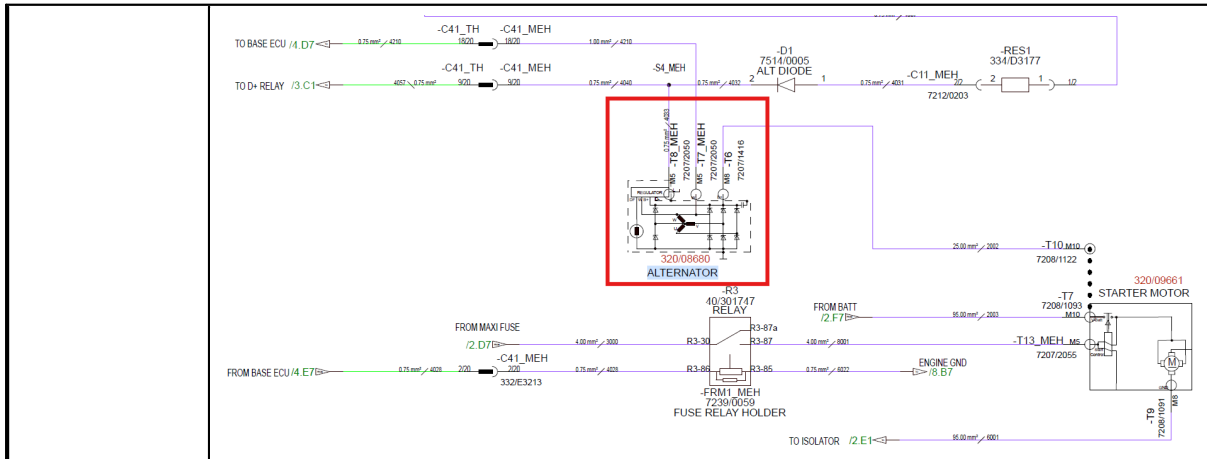 -C41_TH -C41_MEH
TO BASE ECU /4.D7 0.75 mm² 4210 18/20 18/20 1.00 mm² 4210
-C41_TH -C41_MEH
TO D+ RELAY /3.C1 4057 0.75 mm² 9/20 9/20 0.75 mm² 4040
-S4_MEH
0.75 mm² 4032
-D1
7514/0005
ALT DIODE
2 1
0.75 mm² 4031
-C11_MEH
2/2
7212/0203
-RES1
334/D3177
2 1
1/2
0.75 mm² 4033
-T8_MEH
7207/2050
M5
-T7_MEH
7207/2050
M5
-T6
7207/1416
M8
REGULATOR
320/08680
ALTERNATOR
25.00 mm² 2002
-T10 M10
7208/1122
320/09661
STARTER MOTOR
-T7
7208/1093
M10
FROM BATT
/2.F7
95.00 mm² 2003
-R3
40/301747
RELAY
R3-87a
FROM MAXI FUSE
/2.D7
4.00 mm² 3000
R3-30 R3-87
4.00 mm² 8001
-T13_MEH M5
7207/2055
M
-C41_MEH
FROM BASE ECU /4.E7 0.75 mm² 4026 2/20 2/20 0.75 mm² 4026
332/E3213
R3-86 R3-85
0.75 mm² 6022
ENGINE GND
/8.B7
-FRM1_MEH
7239/0059
FUSE RELAY HOLDER
-T9
7208/1091
M8
TO ISOLATOR /2.E1 95.00 mm² 6001